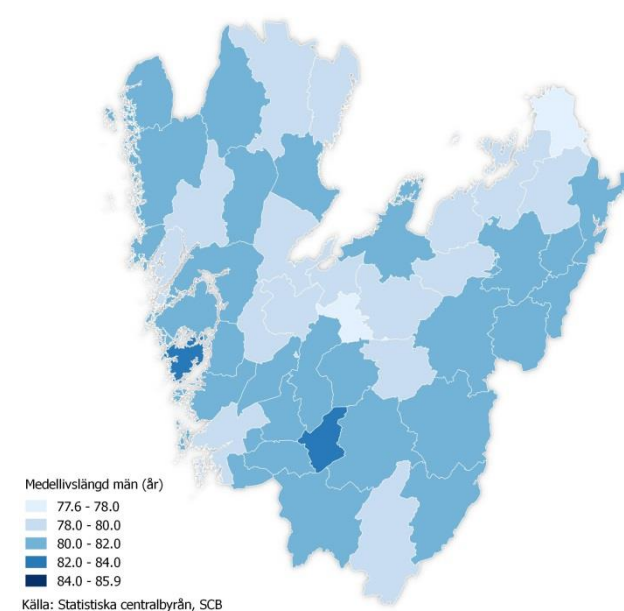 Medellivslängd män (år)
77.6 - 78.0
78.0 - 80.0
80.0 - 82.0
82.0 - 84.0
84.0 - 85.9
Källa: Statistiska centralbyrån, SCB